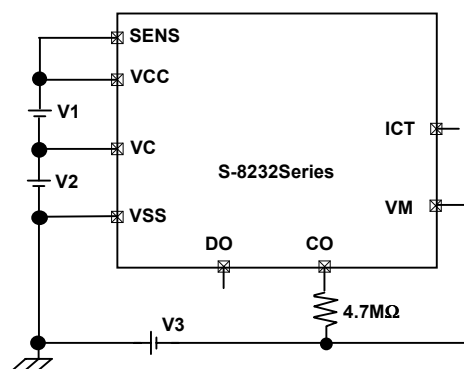 SENS
VCC
V1
ICT
VC
S-8232Series
V2
VM
VSS
DO
CO
4.7MΩ
V3